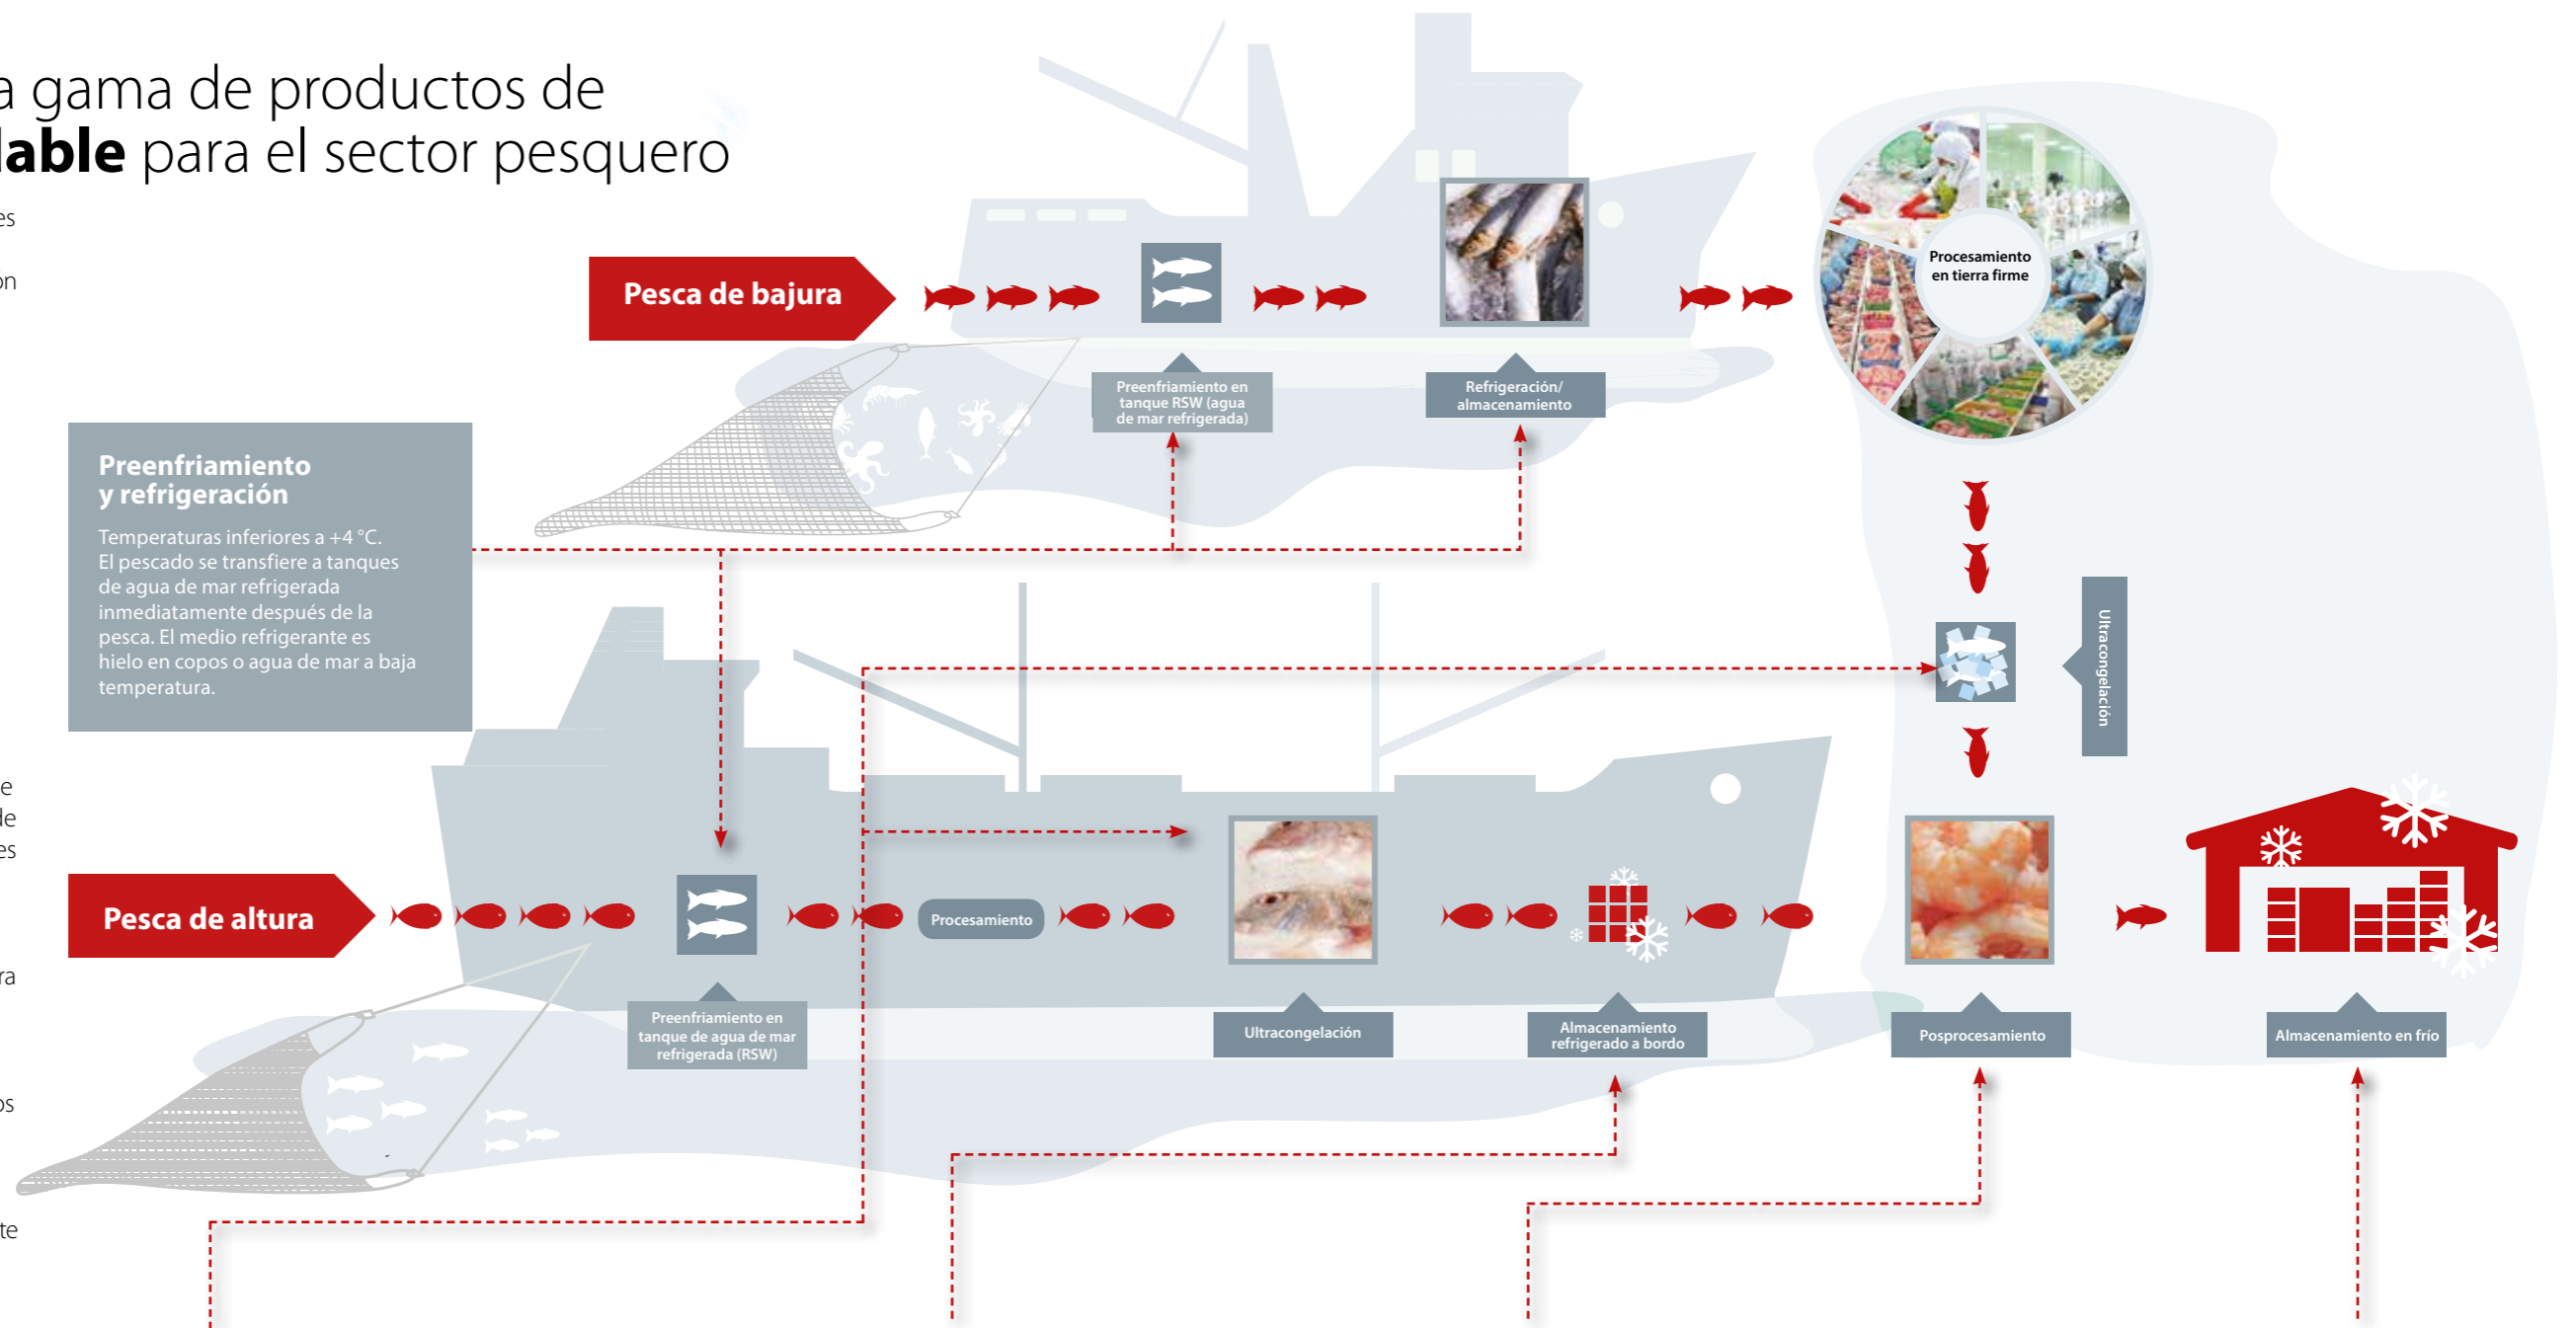 a gama de productos de
lable para el sector pesquero
es
ón
Pesca de bajura
Preenfriamiento en
tanque RSW (agua
de mar refrigerada)
Refrigeración/
almacenamiento
Procesamiento
en tierra firme
Preenfriamiento
y refrigeración
Temperaturas inferiores a +4 °C.
El pescado se transfiere a tanques
de agua de mar refrigerada
inmediatamente después de la
pesca. El medio refrigerante es
hielo en copos o agua de mar a baja
temperatura.
Ultracongelación
e
de
es
Pesca de altura
Procesamiento
ra
Preenfriamiento en
tanque de agua de mar
refrigerada (RSW)
Ultracongelación
Almacenamiento
refrigerado a bordo
Posprocesamiento
Almacenamiento en frío
os
te